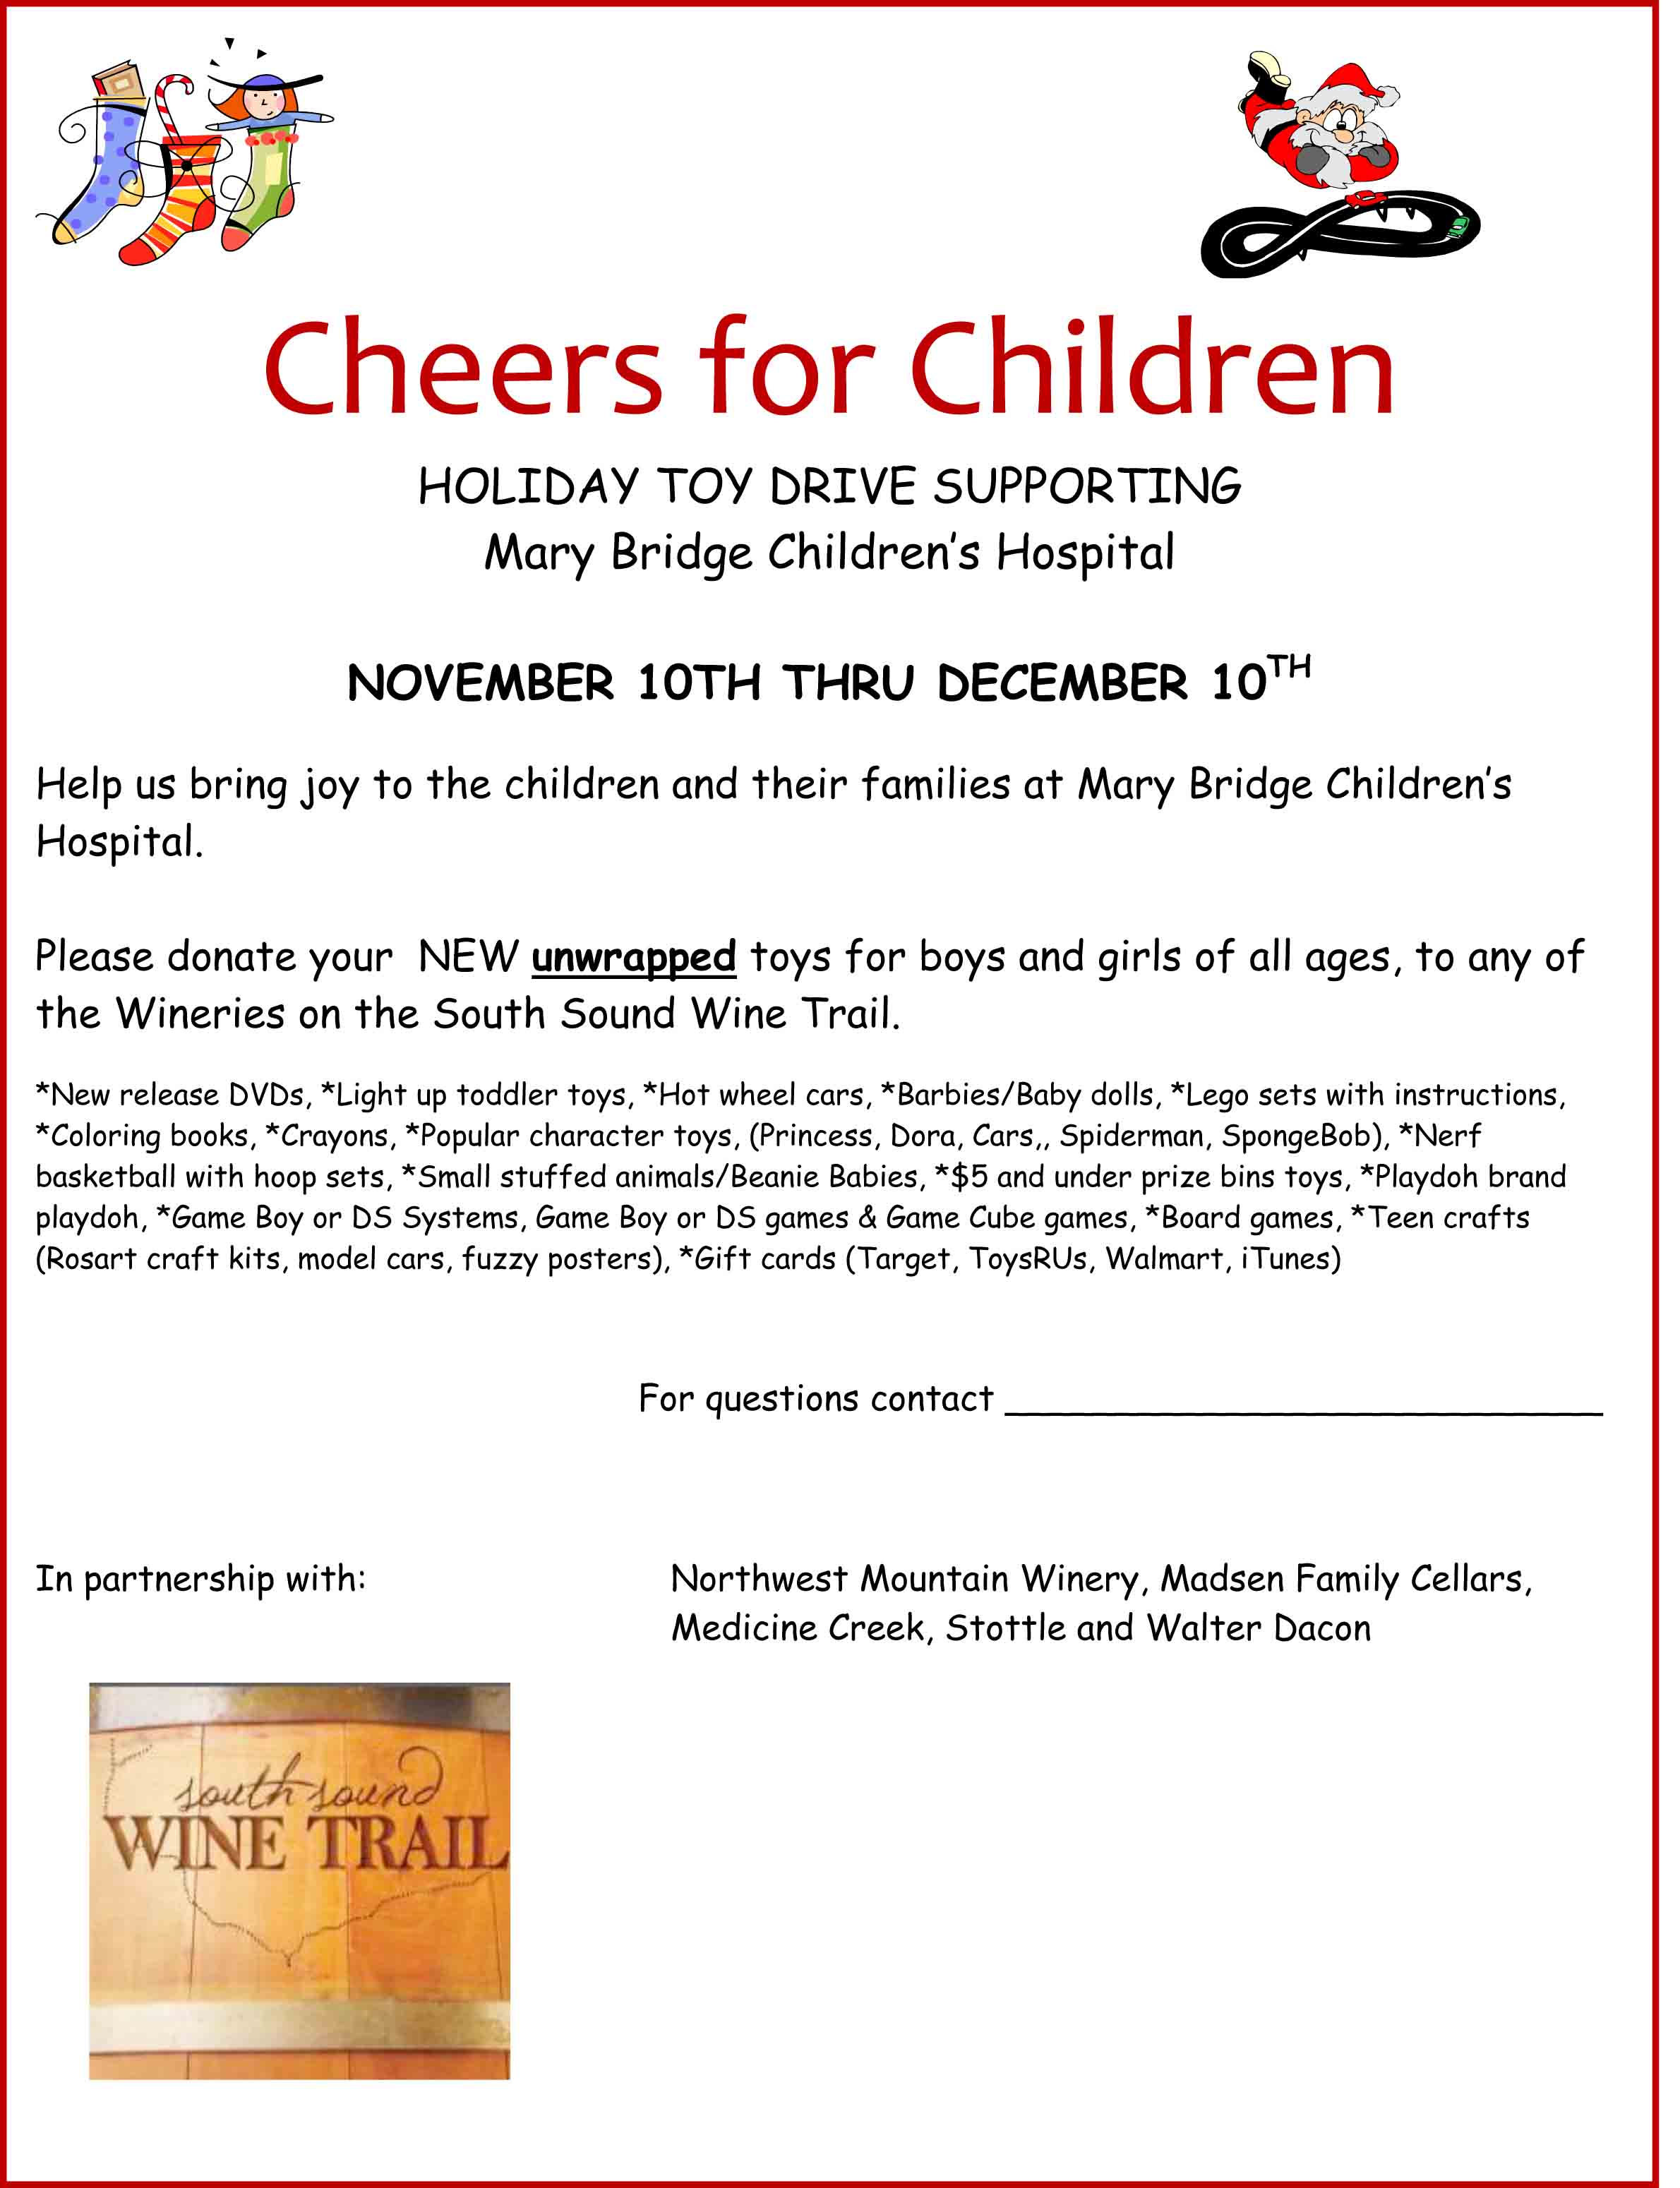 Cheers for Children
HOLIDAY TOY DRIVE SUPPORTING
Mary Bridge Children's Hospital
NOVEMBER 10TH THRU DECEMBER 10TH
Help us bring joy to the children and their families at Mary Bridge Children's
Hospital.
Please donate your  NEW unwrapped toys for boys and girls of all ages, to any of
the Wineries on the South Sound Wine Trail.
*New release DVDs, *Light up toddler toys, *Hot wheel cars, *Barbies/Baby dolls, *Lego sets with instructions,
*Coloring books, *Crayons, *Popular character toys, (Princess, Dora, Cars,, Spiderman, SpongeBob), *Nerf
basketball with hoop sets, *Small stuffed animals/Beanie Babies, *$5 and under prize bins toys, *Playdoh brand
playdoh, *Game Boy or DS Systems, Game Boy or DS games & Game Cube games, *Board games, *Teen crafts
(Rosart craft kits, model cars, fuzzy posters), *Gift cards (Target, ToysRUs, Walmart, iTunes)
For questions contact ______________________________
In partnership with:
Northwest Mountain Winery, Madsen Family Cellars,
Medicine Creek, Stottle and Walter Dacon
south sound
WINE TRAIL